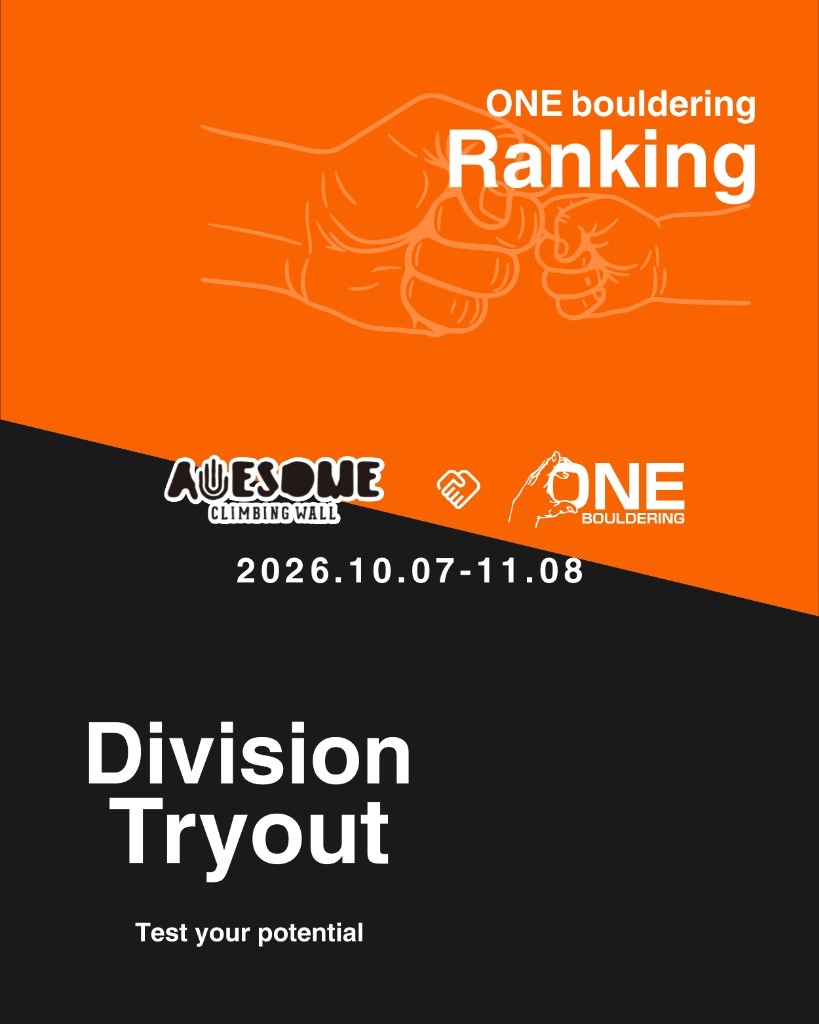 ONE bouldering
Ranking
AWESOME
CLIMBING WALL
ONE
BOULDERING
2026.10.07-11.08
Division
Tryout
Test your potential